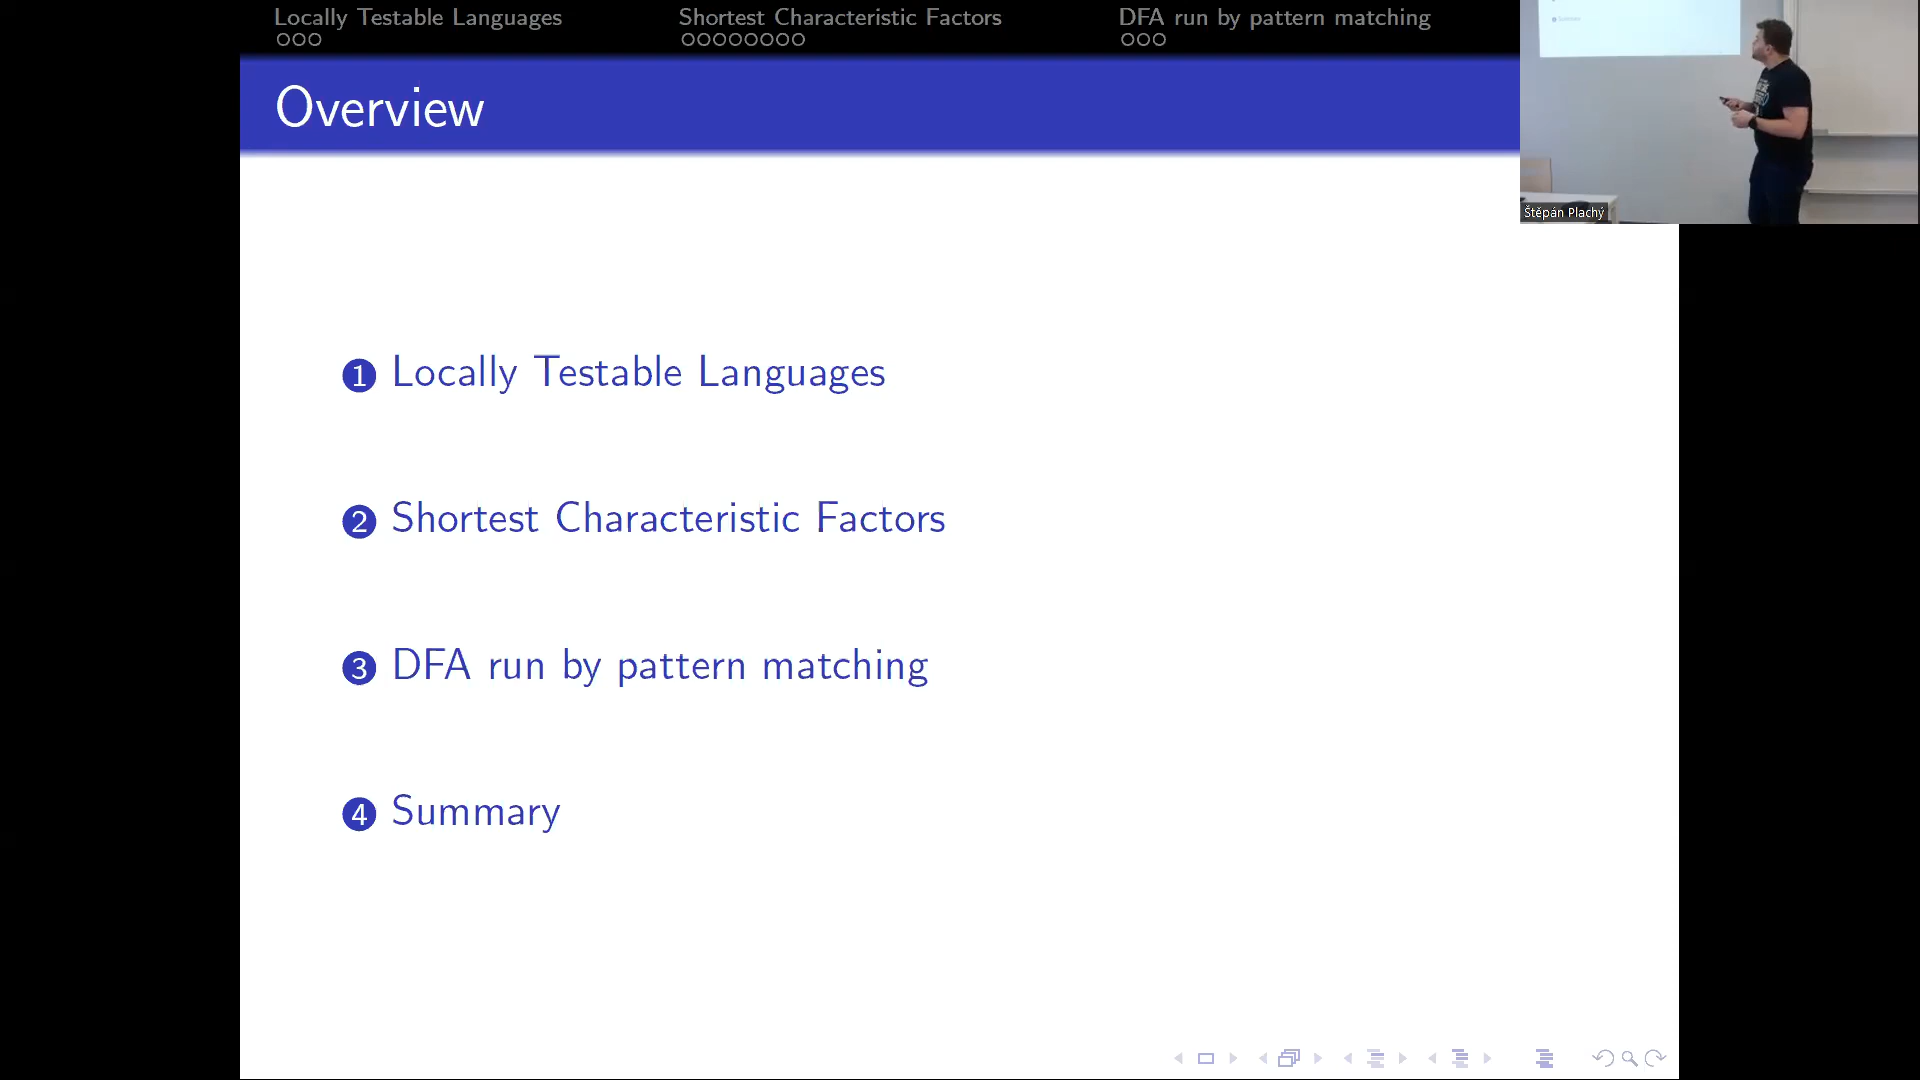 Locally Testable Languages
Shortest Characteristic Factors
DFA run by pattern matching
Overview
Štěpán Plachý
1 Locally Testable Languages
2 Shortest Characteristic Factors
3 DFA run by pattern matching
4 Summary